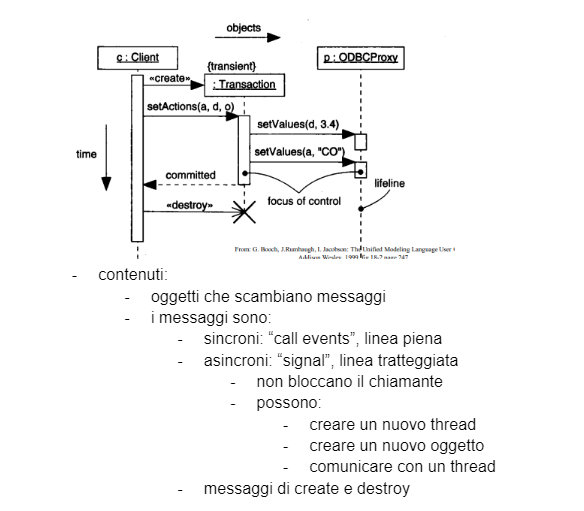 objects
c : Client
p : ODBCProxy
{transient}
«create»
: Transaction
setActions(a, d, o)
setValues(d, 3.4)
setValues(a, "CO")
time
committed
lifeline
«destroy»
focus of control
From: G. Booch, J.Rumbaugh, I. Jacobson: The Unified Modeling Language User
Addison Wesley, 1999 fig 18-2 page 247
- contenuti:
- oggetti che scambiano messaggi
- i messaggi sono:
- sincroni: “call events”, linea piena
- asincroni: “signal”, linea tratteggiata
- non bloccano il chiamante
- possono:
- creare un nuovo thread
- creare un nuovo oggetto
- comunicare con un thread
- messaggi di create e destroy